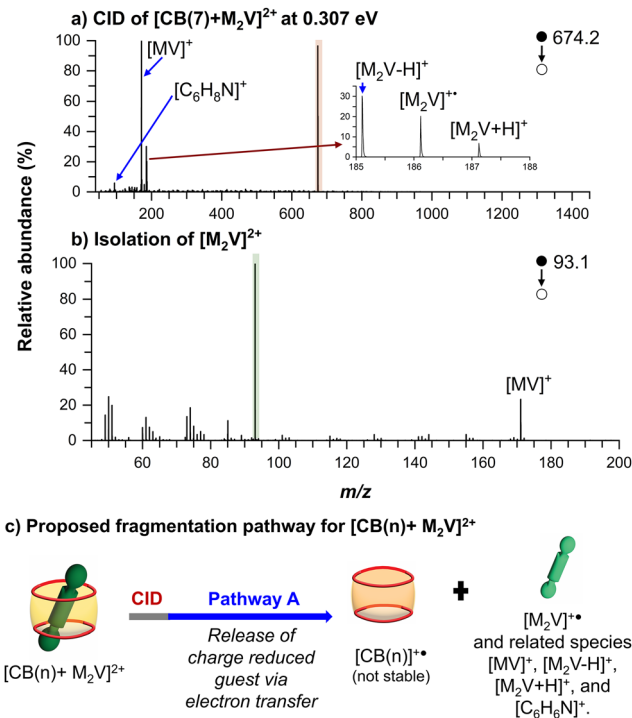 a) CID of [CB(7)+M₂V]²⁺ at 0.307 eV
100
80
60
40
20
0
[MV]⁺
[C₆H₈N]⁺
674.2
[M₂V-H]⁺
[M₂V]⁺•
[M₂V+H]⁺
30
20
10
0
185 186 187 188
200 400 600 800 1000 1200 1400
Relative abundance (%)
b) Isolation of [M₂V]²⁺
100
80
60
40
20
0
93.1
[MV]⁺
60 80 100 120 140 160 180 200
m/z
c) Proposed fragmentation pathway for [CB(n)+ M₂V]²⁺
CID Pathway A
Release of
charge reduced
guest via
electron transfer
[CB(n)+ M₂V]²⁺
[CB(n)]⁺•
(not stable)
+
[M₂V]⁺•
and related species
[MV]⁺, [M₂V-H]⁺,
[M₂V+H]⁺, and
[C₆H₆N]⁺.